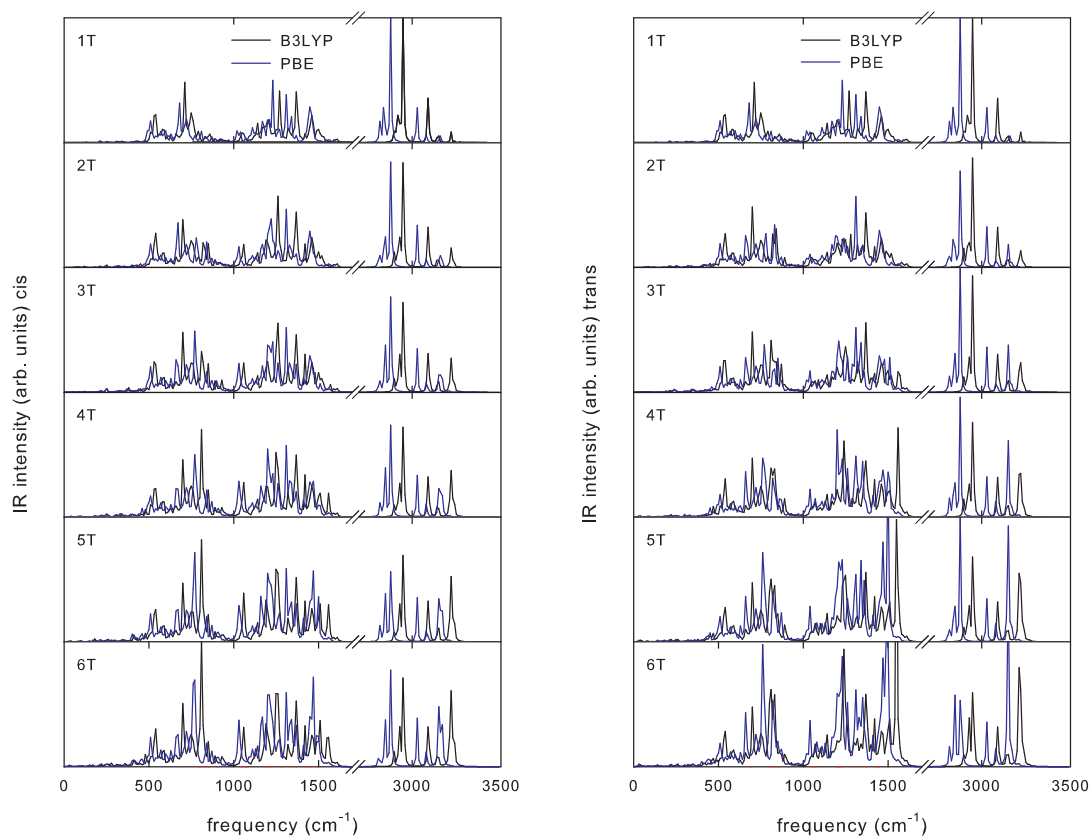 IR intensity (arb. units) cis
1T
B3LYP
PBE
2T
3T
4T
5T
6T
0 500 1000 1500 3000 3500
frequency (cm⁻¹)
IR intensity (arb. units) trans
1T
B3LYP
PBE
2T
3T
4T
5T
6T
0 500 1000 1500 3000 3500
frequency (cm⁻¹)